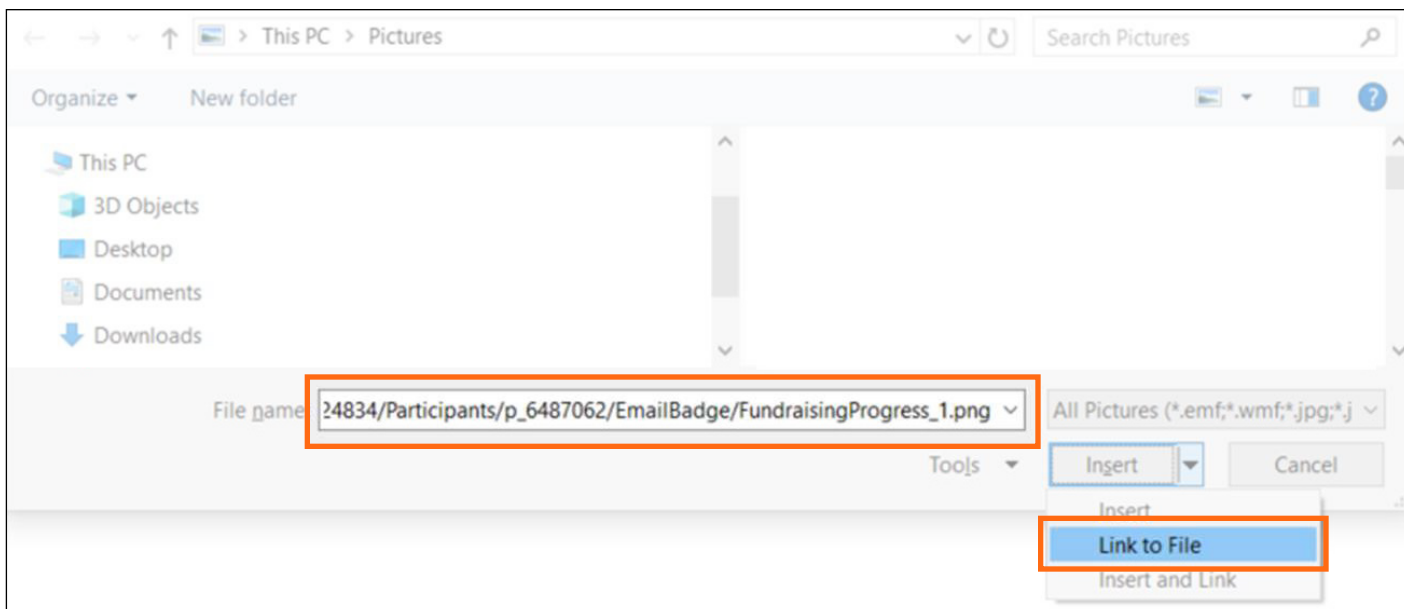 This PC > Pictures
Search Pictures
Organize
New folder
This PC
3D Objects
Desktop
Documents
Downloads
File name
24834/Participants/p_6487062/EmailBadge/FundraisingProgress_1.png
All Pictures (*.emf;*.wmf;*.jpg;*.j
Tools
Insert
Cancel
Insert
Link to File
Insert and Link